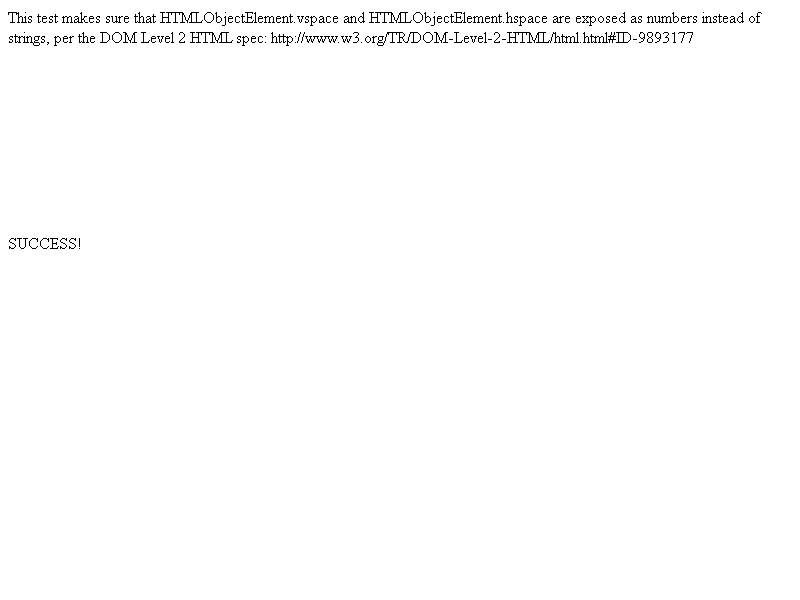 This test makes sure that HTMLObjectElement.vspace and HTMLObjectElement.hspace are exposed as numbers instead of
strings, per the DOM Level 2 HTML spec: http://www.w3.org/TR/DOM-Level-2-HTML/html.html#ID-9893177
SUCCESS!